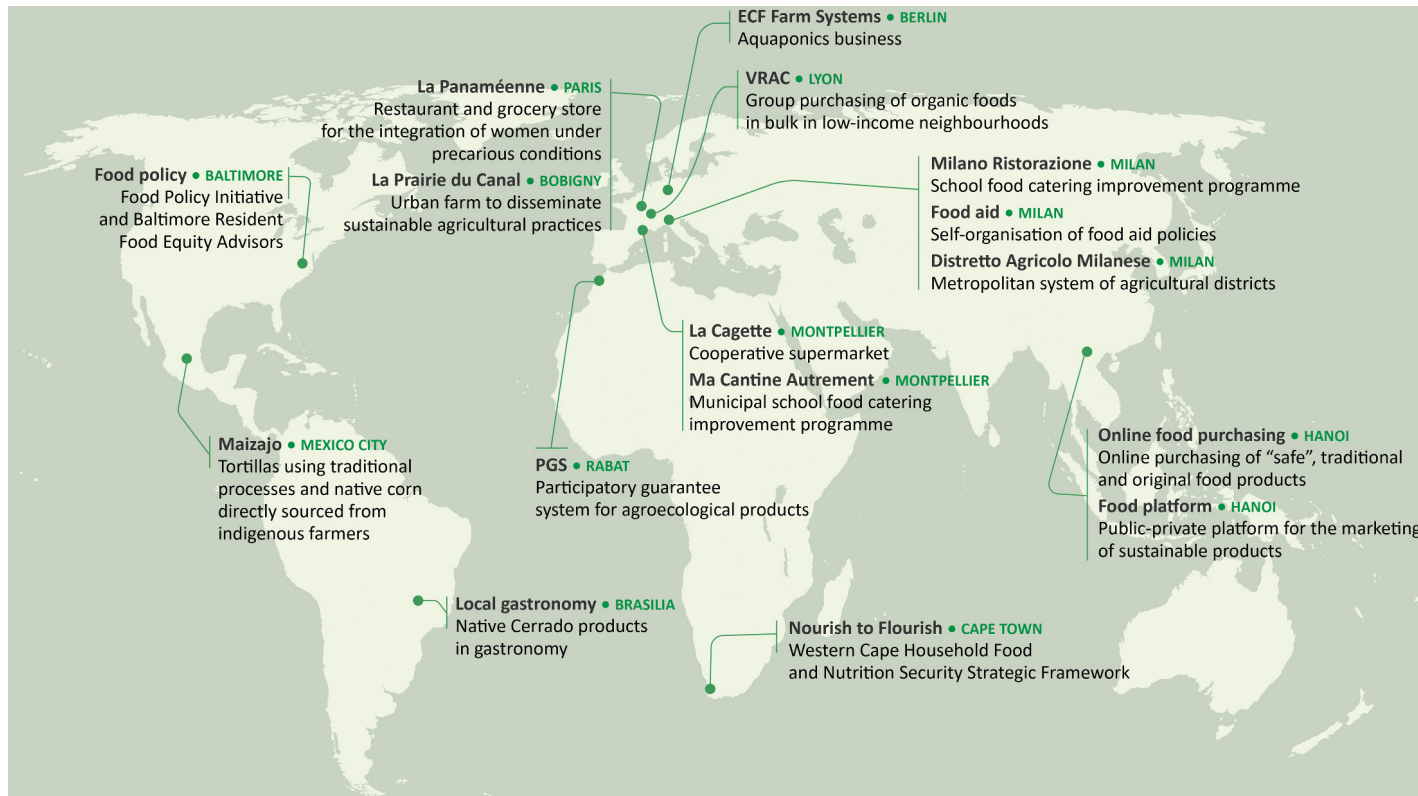 ECF Farm Systems • BERLIN
Aquaponics business
La Panaméenne • PARIS
Restaurant and grocery store
for the integration of women under
precarious conditions
La Prairie du Canal • BOBIGNY
Urban farm to disseminate
sustainable agricultural practices
VRAC • LYON
Group purchasing of organic foods
in bulk in low-income neighbourhoods
Food policy • BALTIMORE
Food Policy Initiative
and Baltimore Resident
Food Equity Advisors
Milano Ristorazione • MILAN
School food catering improvement programme
Food aid • MILAN
Self-organisation of food aid policies
Distretto Agricolo Milanese • MILAN
Metropolitan system of agricultural districts
La Cagette • MONTPELLIER
Cooperative supermarket
Ma Cantine Autrement • MONTPELLIER
Municipal school food catering
improvement programme
Maizajo • MEXICO CITY
Tortillas using traditional
processes and native corn
directly sourced from
indigenous farmers
PGS • RABAT
Participatory guarantee
system for agroecological products
Online food purchasing • HANOI
Online purchasing of “safe”, traditional
and original food products
Food platform • HANOI
Public-private platform for the marketing
of sustainable products
Local gastronomy • BRASILIA
Native Cerrado products
in gastronomy
Nourish to Flourish • CAPE TOWN
Western Cape Household Food
and Nutrition Security Strategic Framework